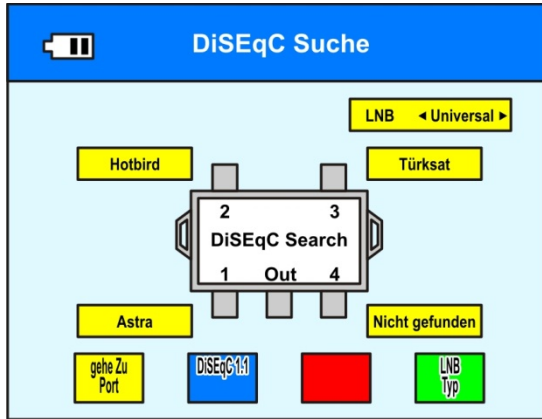 DiSEqC Suche
LNB ◄ Universal ►
Hotbird
Türksat
2 3
DiSEqC Search
1 Out 4
Astra
Nicht gefunden
gehe Zu
Port
DiSEqC 1.1
LNB
Typ